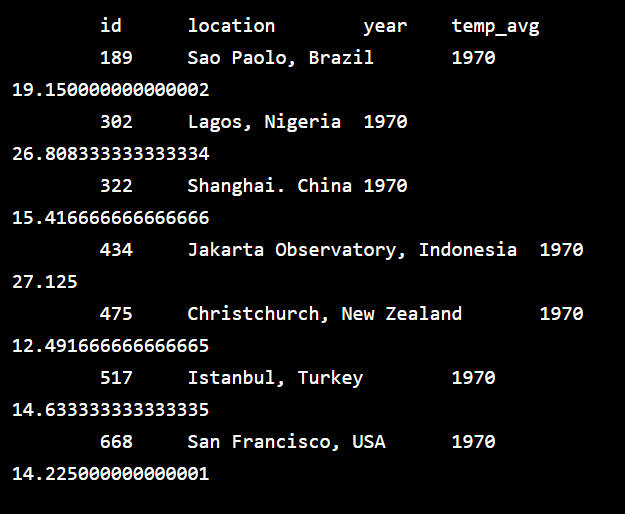 id location year temp_avg
189 Sao Paolo, Brazil 1970
19.150000000000002
302 Lagos, Nigeria 1970
26.808333333333334
322 Shanghai. China 1970
15.416666666666666
434 Jakarta Observatory, Indonesia 1970
27.125
475 Christchurch, New Zealand 1970
12.491666666666665
517 Istanbul, Turkey 1970
14.633333333333335
668 San Francisco, USA 1970
14.225000000000001